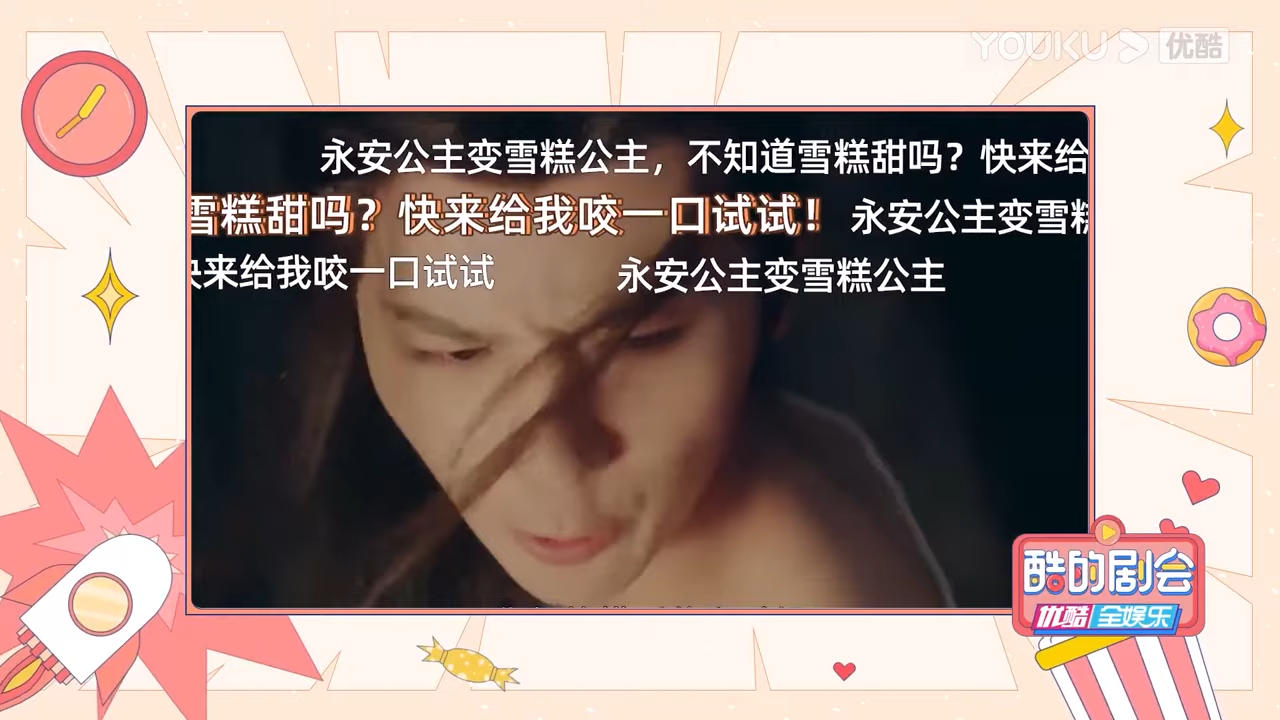 YOUKU 优酷
永安公主变雪糕公主，不知道雪糕甜吗？快来给
雪糕甜吗？快来给我咬一口试试！ 永安公主变雪糕
快来给我咬一口试试 永安公主变雪糕公主
酷的剧会
优酷 全娱乐